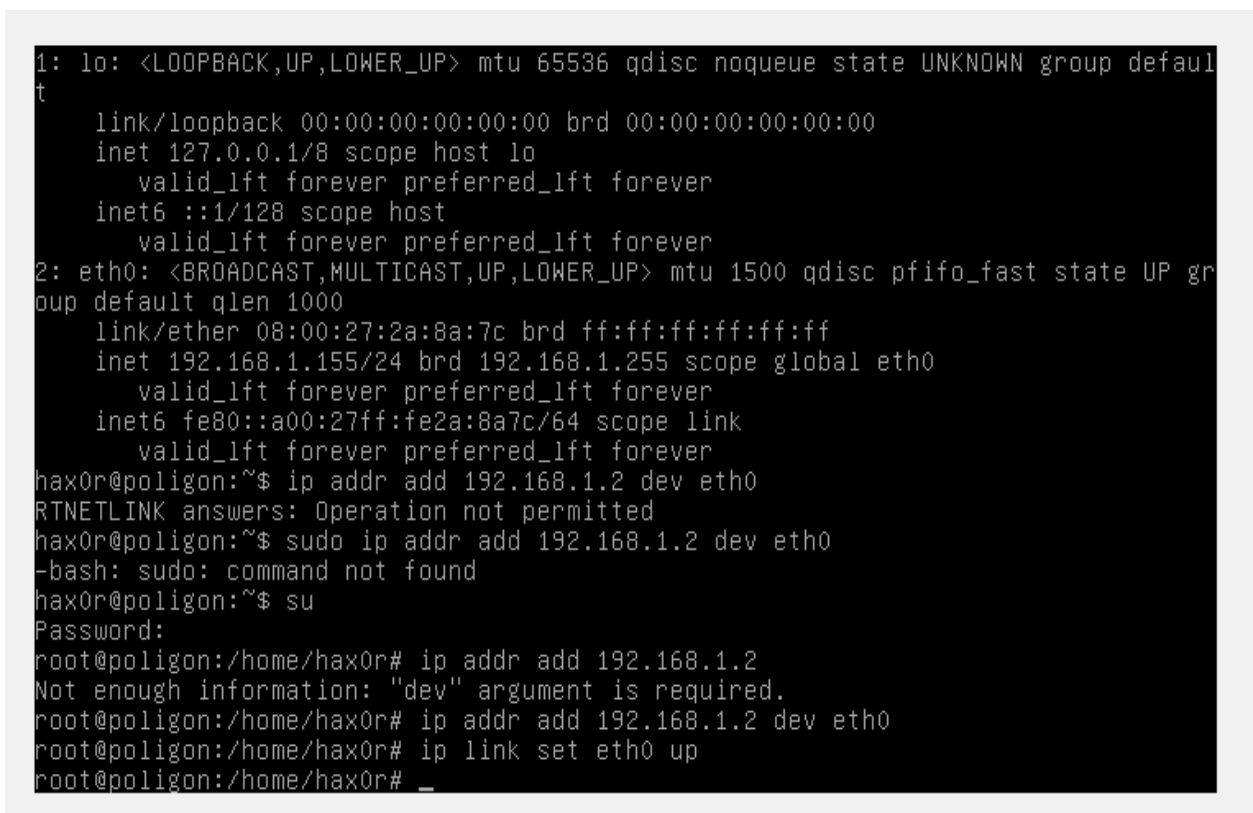 1: lo: <LOOPBACK,UP,LOWER_UP> mtu 65536 qdisc noqueue state UNKNOWN group defaul
t
    link/loopback 00:00:00:00:00:00 brd 00:00:00:00:00:00
    inet 127.0.0.1/8 scope host lo
       valid_lft forever preferred_lft forever
    inet6 ::1/128 scope host
       valid_lft forever preferred_lft forever
2: eth0: <BROADCAST,MULTICAST,UP,LOWER_UP> mtu 1500 qdisc pfifo_fast state UP gr
oup default qlen 1000
    link/ether 08:00:27:2a:8a:7c brd ff:ff:ff:ff:ff:ff
    inet 192.168.1.155/24 brd 192.168.1.255 scope global eth0
       valid_lft forever preferred_lft forever
    inet6 fe80::a00:27ff:fe2a:8a7c/64 scope link
       valid_lft forever preferred_lft forever
hax0r@poligon:~$ ip addr add 192.168.1.2 dev eth0
RTNETLINK answers: Operation not permitted
hax0r@poligon:~$ sudo ip addr add 192.168.1.2 dev eth0
-bash: sudo: command not found
hax0r@poligon:~$ su
Password:
root@poligon:/home/hax0r# ip addr add 192.168.1.2
Not enough information: "dev" argument is required.
root@poligon:/home/hax0r# ip addr add 192.168.1.2 dev eth0
root@poligon:/home/hax0r# ip link set eth0 up
root@poligon:/home/hax0r# _